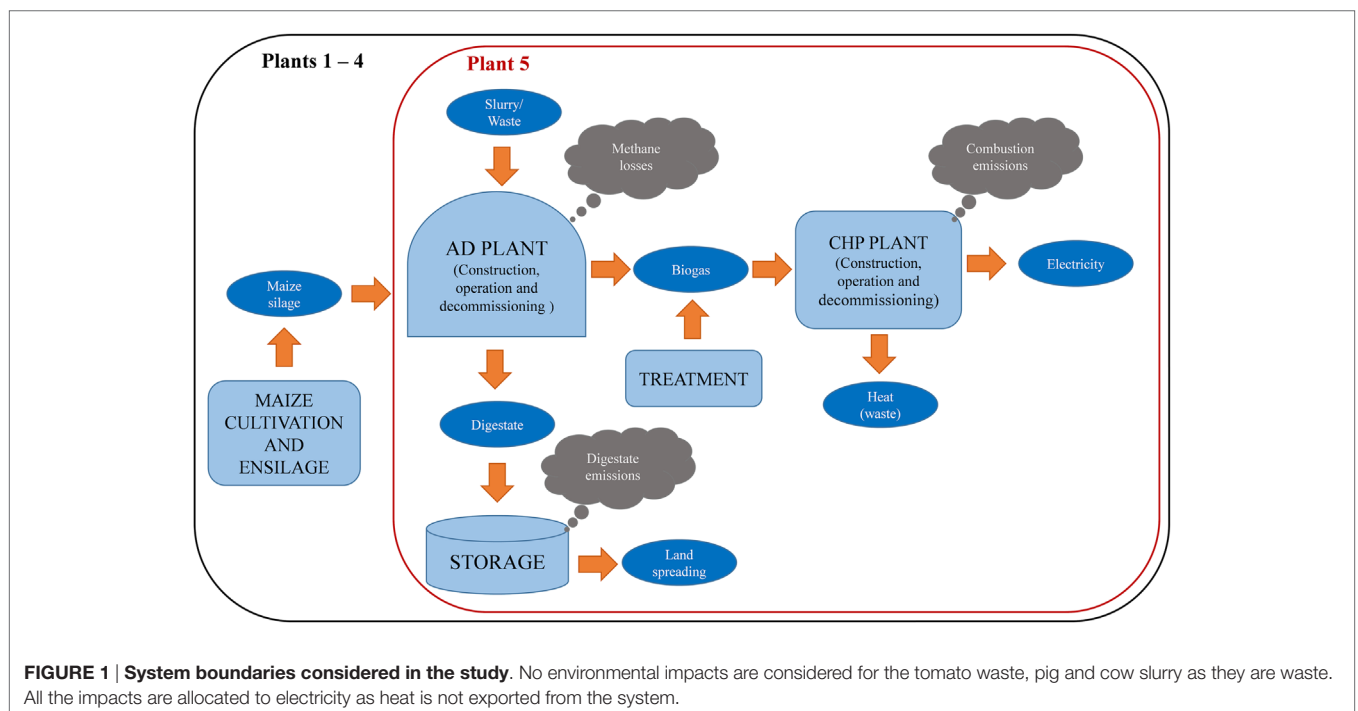 Plants 1 – 4
Plant 5
Slurry/
Waste
Methane
losses
Combustion
emissions
AD PLANT
(Construction,
operation and
decommissioning )
Biogas
CHP PLANT
(Construction,
operation and
decommissioning)
Electricity
Maize
silage
TREATMENT
MAIZE
CULTIVATION
AND
ENSILAGE
Heat
(waste)
Digestate
Digestate
emissions
STORAGE
Land
spreading
FIGURE 1 | System boundaries considered in the study. No environmental impacts are considered for the tomato waste, pig and cow slurry as they are waste.
All the impacts are allocated to electricity as heat is not exported from the system.